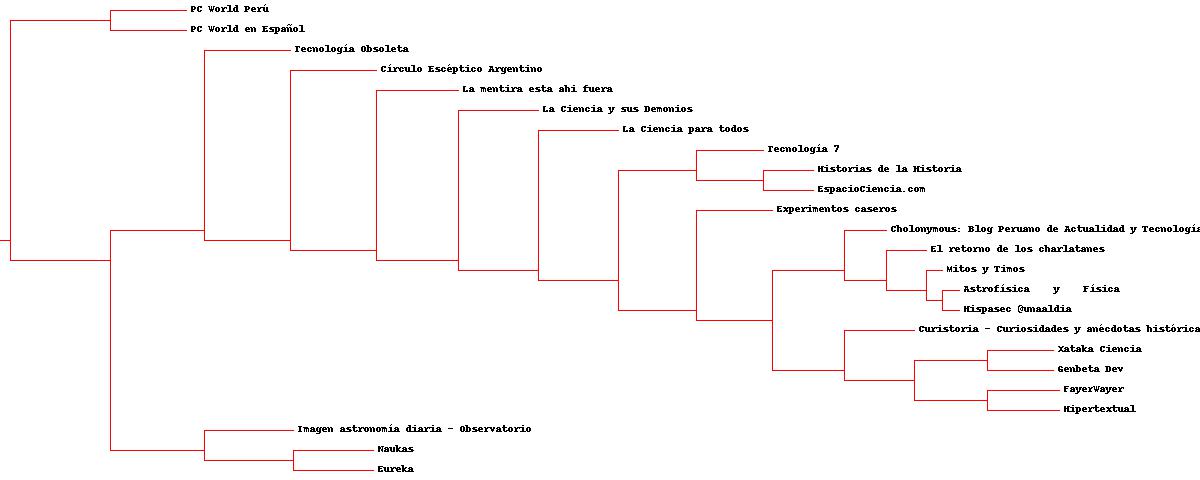 PC World Perú
PC World en Español
Tecnología Obsoleta
Círculo Escéptico Argentino
La mentira esta ahi fuera
La Ciencia y sus Demonios
La Ciencia para todos
Tecnología 7
Historias de la Historia
EspacioCiencia.com
Experimentos caseros
Cholonymous: Blog Peruano de Actualidad y Tecnología
El retorno de los charlatanes
Mitos y Timos
Astrofísica y Física
Hispasec @unaaldia
Curistoria - Curiosidades y anécdotas histórica
Xataka Ciencia
Genbeta Dev
FayerWayer
Hipertextual
Imagen astronomía diaria - Observatorio
Naukas
Eureka